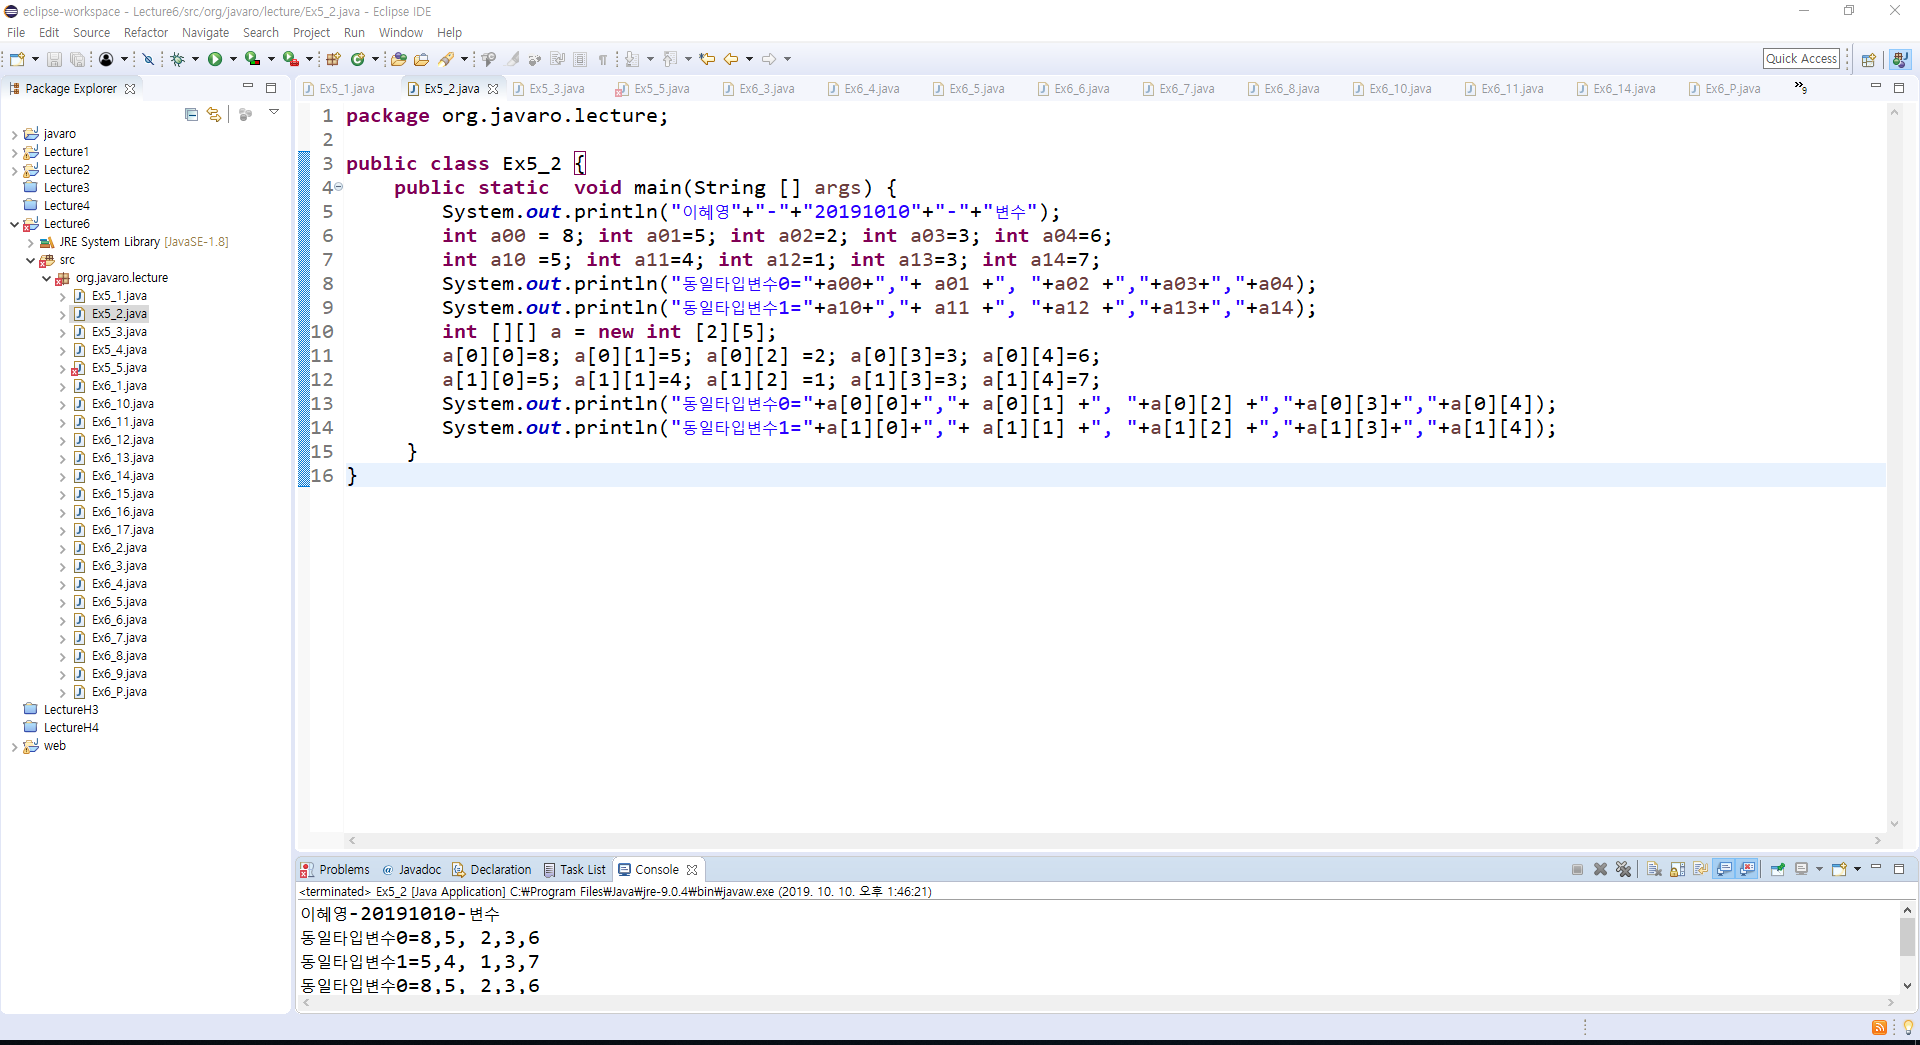 eclipse-workspace - Lecture6/src/org/javaro/lecture/Ex5_2.java - Eclipse IDE
File Edit Source Refactor Navigate Search Project Run Window Help
Quick Access
Package Explorer
javaro
Lecture1
Lecture2
Lecture3
Lecture4
Lecture6
JRE System Library [JavaSE-1.8]
src
org.javaro.lecture
Ex5_1.java
Ex5_2.java
Ex5_3.java
Ex5_4.java
Ex5_5.java
Ex6_1.java
Ex6_10.java
Ex6_11.java
Ex6_12.java
Ex6_13.java
Ex6_14.java
Ex6_15.java
Ex6_16.java
Ex6_17.java
Ex6_2.java
Ex6_3.java
Ex6_4.java
Ex6_5.java
Ex6_6.java
Ex6_7.java
Ex6_8.java
Ex6_9.java
Ex6_P.java
LectureH3
LectureH4
web
Ex5_1.java Ex5_2.java Ex5_3.java Ex5_5.java Ex6_3.java Ex6_4.java Ex6_5.java Ex6_6.java Ex6_7.java Ex6_8.java Ex6_10.java Ex6_11.java Ex6_14.java Ex6_P.java »9
1 package org.javaro.lecture;
2
3 public class Ex5_2 {
4 public static  void main(String [] args) {
5 System.out.println("이혜영"+"-"+"20191010"+"-"+"변수");
6 int a00 = 8; int a01=5; int a02=2; int a03=3; int a04=6;
7 int a10 =5; int a11=4; int a12=1; int a13=3; int a14=7;
8 System.out.println("동일타입변수0="+a00+","+ a01 +", "+a02 +","+a03+","+a04);
9 System.out.println("동일타입변수1="+a10+","+ a11 +", "+a12 +","+a13+","+a14);
10 int [][] a = new int [2][5];
11 a[0][0]=8; a[0][1]=5; a[0][2] =2; a[0][3]=3; a[0][4]=6;
12 a[1][0]=5; a[1][1]=4; a[1][2] =1; a[1][3]=3; a[1][4]=7;
13 System.out.println("동일타입변수0="+a[0][0]+","+ a[0][1] +", "+a[0][2] +","+a[0][3]+","+a[0][4]);
14 System.out.println("동일타입변수1="+a[1][0]+","+ a[1][1] +", "+a[1][2] +","+a[1][3]+","+a[1][4]);
15 }
16 }
Problems @ Javadoc Declaration Task List Console
<terminated> Ex5_2 [Java Application] C:₩Program Files₩Java₩jre-9.0.4₩bin₩javaw.exe (2019. 10. 10. 오후 1:46:21)
이혜영-20191010-변수
동일타입변수0=8,5, 2,3,6
동일타입변수1=5,4, 1,3,7
동일타입변수0=8,5, 2,3,6